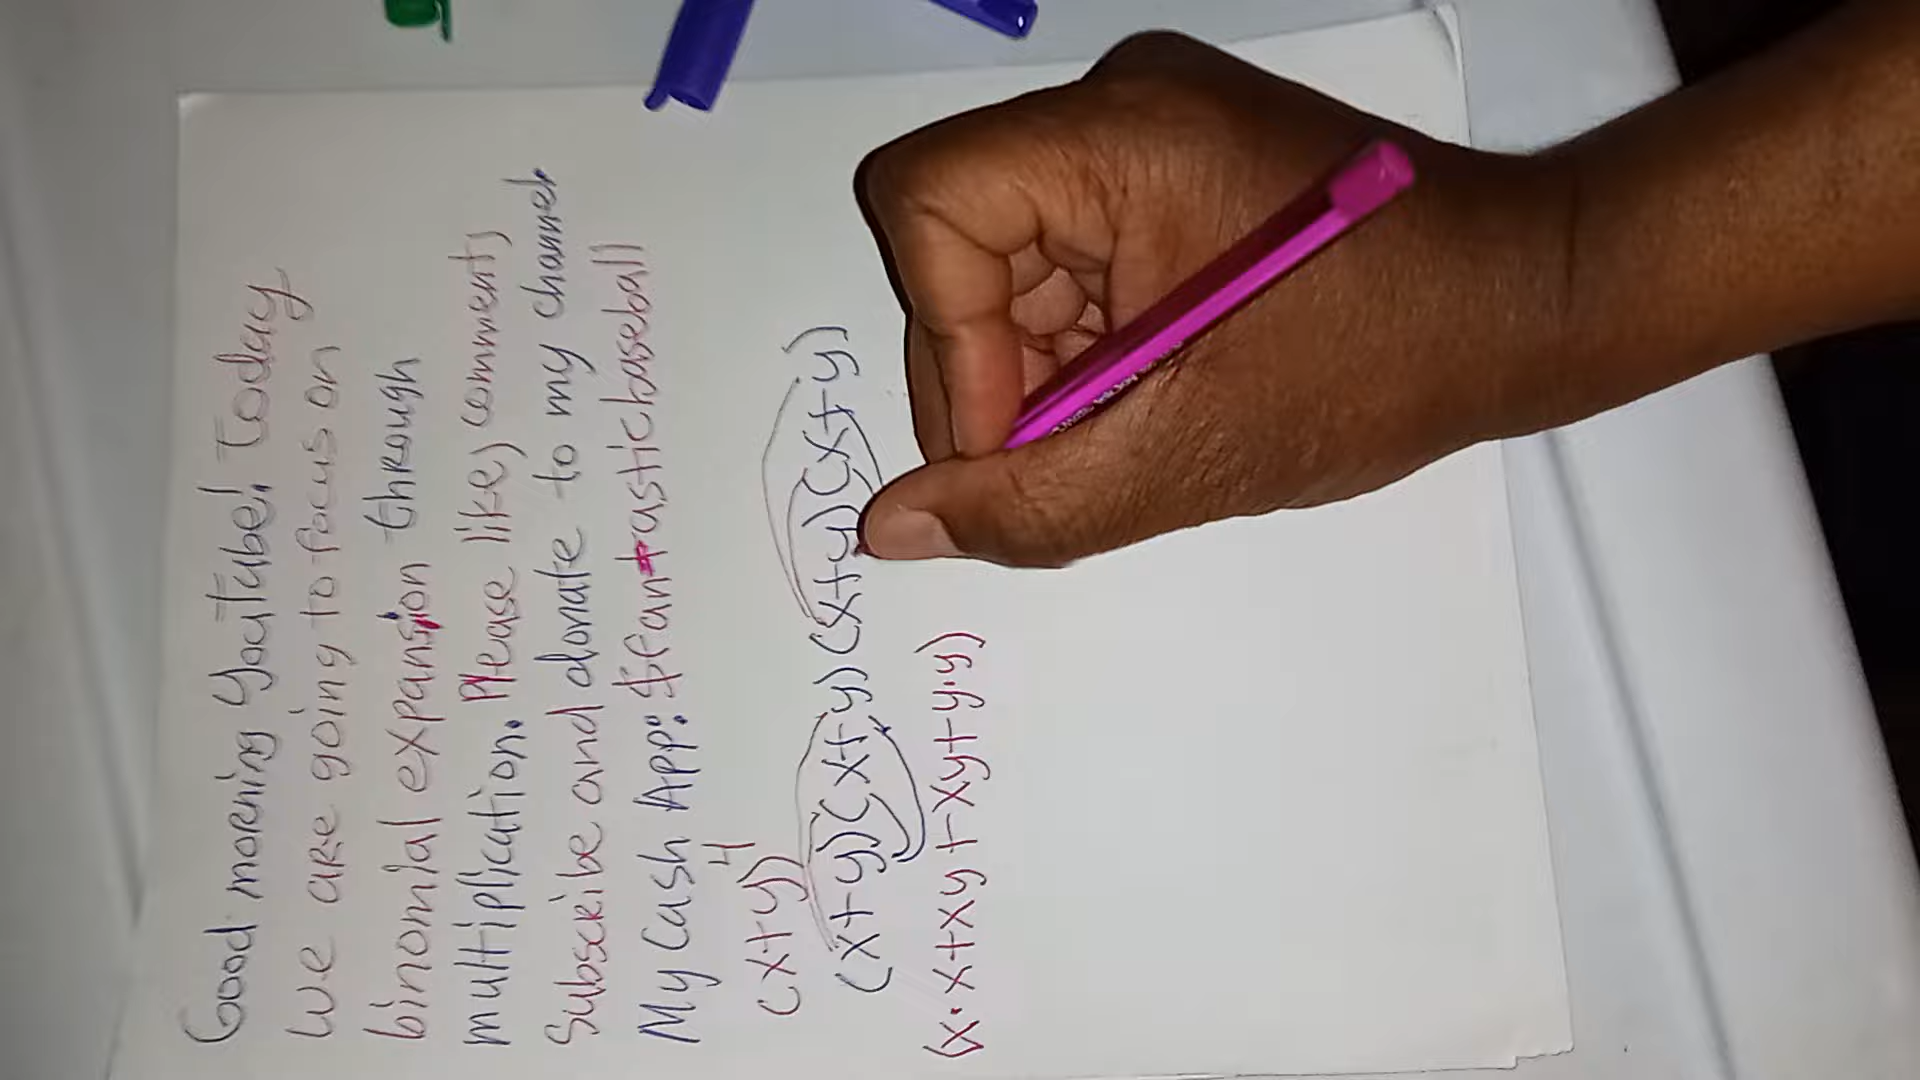 Good morning YouTube! Today
we are going to focus on
binomial expansion through
multiplication. Please like, comment,
Subscribe and donate to my channel.
My Cash App: $fantasticbaseball
(x+y)^4
(x+y)(x+y)(x+y)(x+y)
(x·x+xy+xy+y·y)